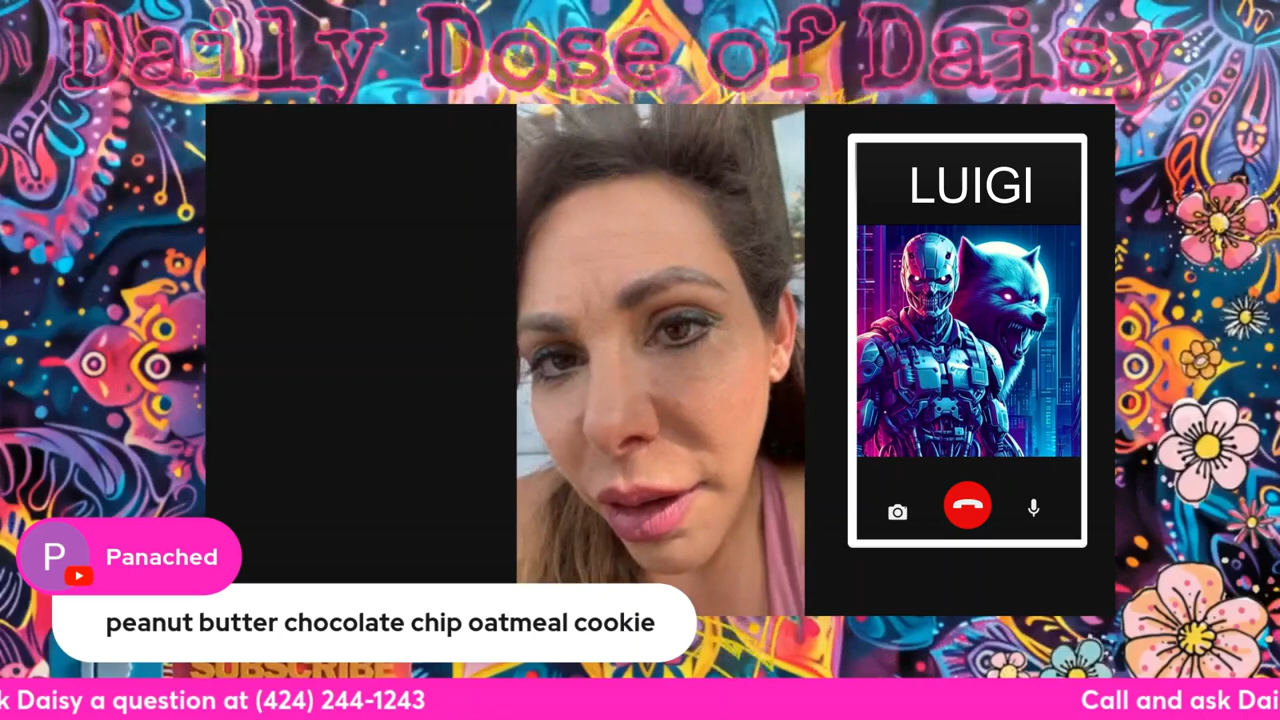 Daily Dose of Daisy
LUIGI
P
Panached
peanut butter chocolate chip oatmeal cookie
SUBSCRIBE
k Daisy a question at (424) 244-1243
Call and ask Dai